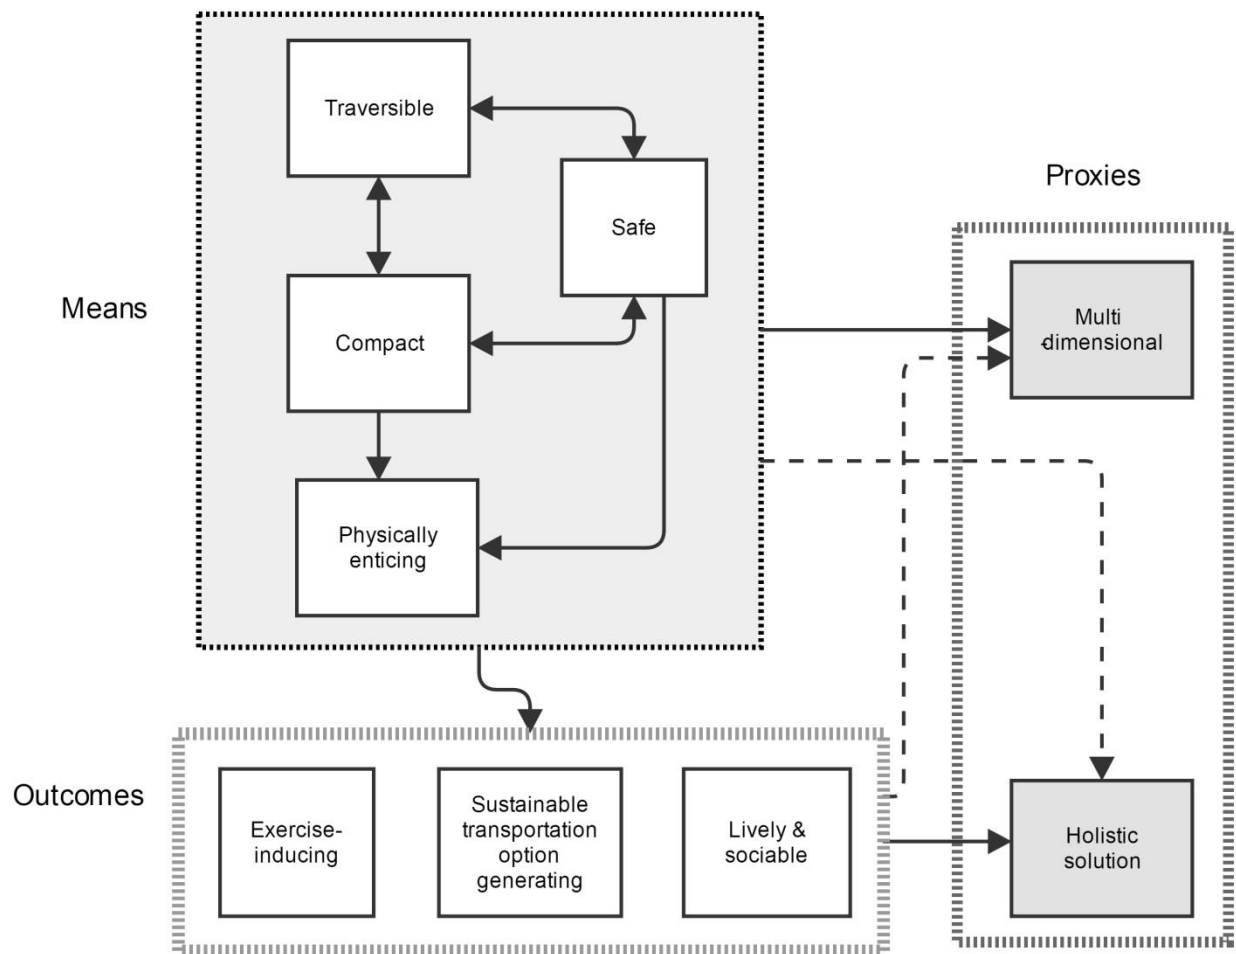 Means
Traversible
Safe
Compact
Physically
enticing
Proxies
Multi
-dimensional
Holistic
solution
Outcomes
Exercise-
inducing
Sustainable
transportation
option
generating
Lively &
sociable